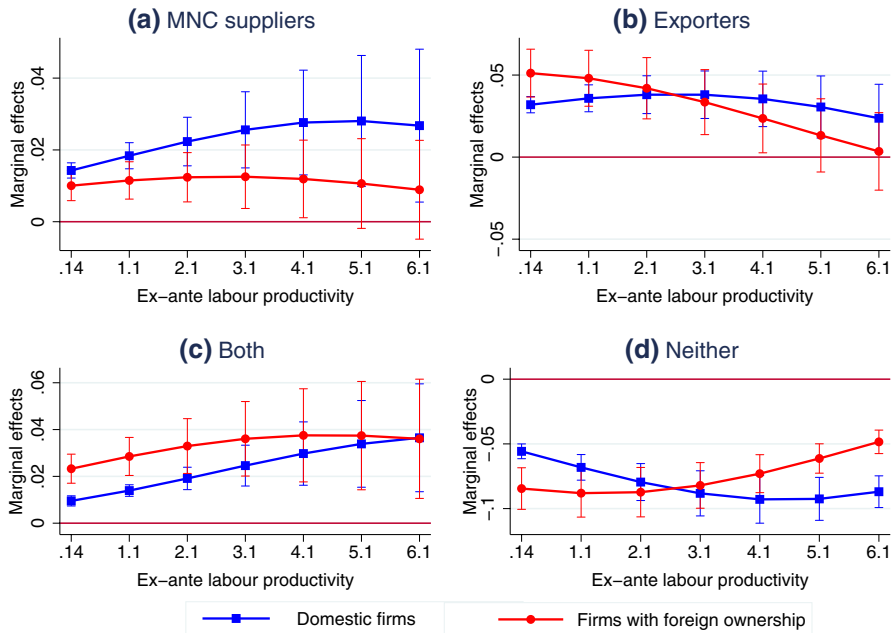 (a) MNC suppliers
Marginal effects
.04
.02
0
.14 1.1 2.1 3.1 4.1 5.1 6.1
Ex−ante labour productivity
(b) Exporters
Marginal effects
.05
0
−.05
.14 1.1 2.1 3.1 4.1 5.1 6.1
Ex−ante labour productivity
(c) Both
Marginal effects
.06
.04
.02
0
.14 1.1 2.1 3.1 4.1 5.1 6.1
Ex−ante labour productivity
(d) Neither
Marginal effects
0
−.05
−.1
.14 1.1 2.1 3.1 4.1 5.1 6.1
Ex−ante labour productivity
Domestic firms
Firms with foreign ownership